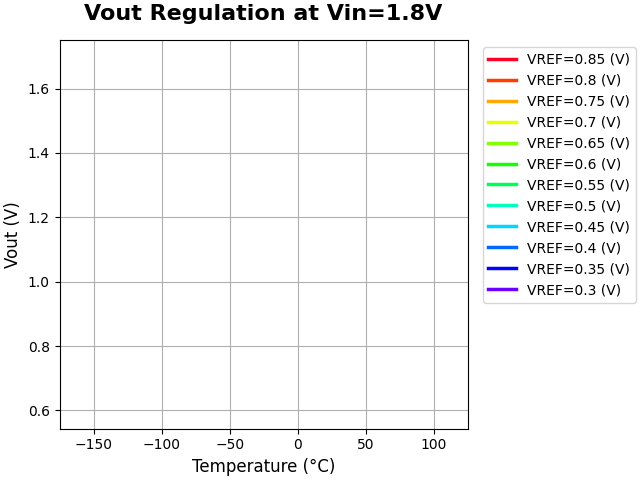 Vout Regulation at Vin=1.8V
Vout (V)
1.6
1.4
1.2
1.0
0.8
0.6
−150
−100
−50
0
50
100
Temperature (°C)
VREF=0.85 (V)
VREF=0.8 (V)
VREF=0.75 (V)
VREF=0.7 (V)
VREF=0.65 (V)
VREF=0.6 (V)
VREF=0.55 (V)
VREF=0.5 (V)
VREF=0.45 (V)
VREF=0.4 (V)
VREF=0.35 (V)
VREF=0.3 (V)